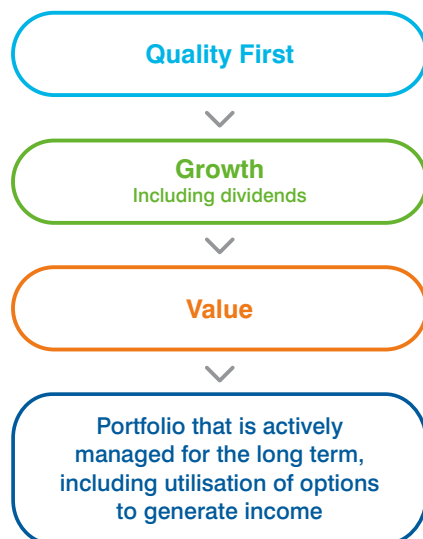 Quality First
Growth
Including dividends
Value
Portfolio that is actively
managed for the long term,
including utilisation of options
to generate income